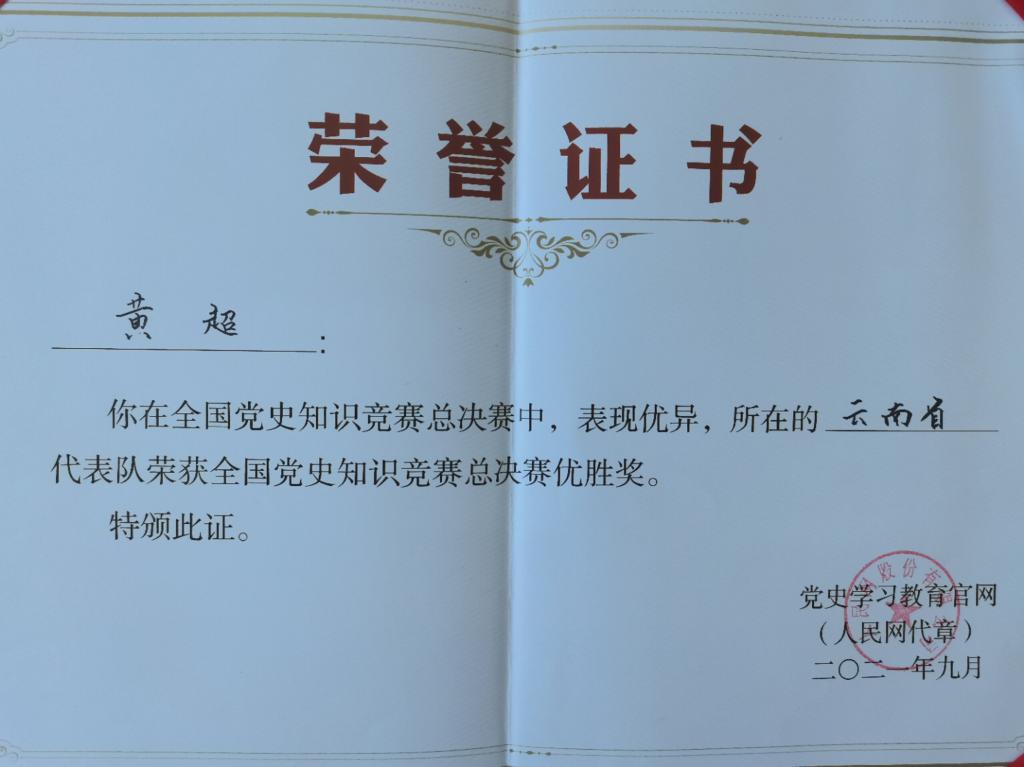 荣誉证书
黄超：
你在全国党史知识竞赛总决赛中，表现优异，所在的云南省
代表队荣获全国党史知识竞赛总决赛优胜奖。
特颁此证。
党史学习教育官网
（人民网代章）
二〇二一年九月